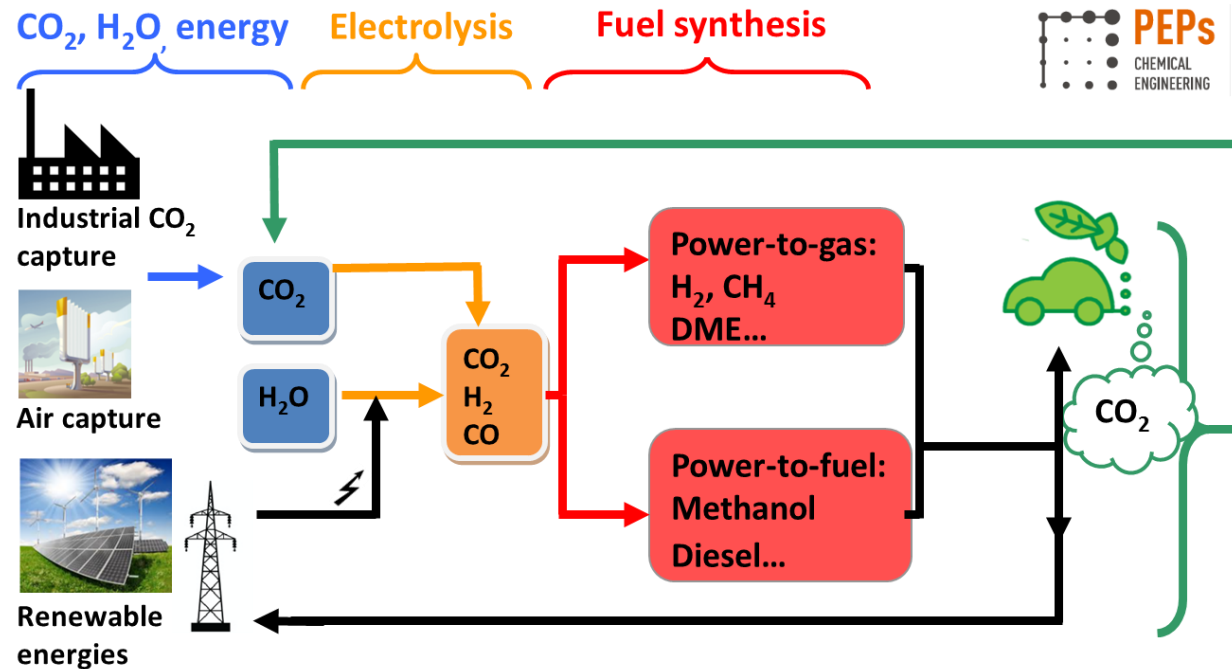 CO₂, H₂O, energy
Electrolysis
Fuel synthesis
PEPs
CHEMICAL
ENGINEERING
Industrial CO₂
capture
Air capture
Renewable
energies
CO₂
H₂O
CO₂
H₂
CO
Power-to-gas:
H₂, CH₄
DME...
Power-to-fuel:
Methanol
Diesel...
CO₂